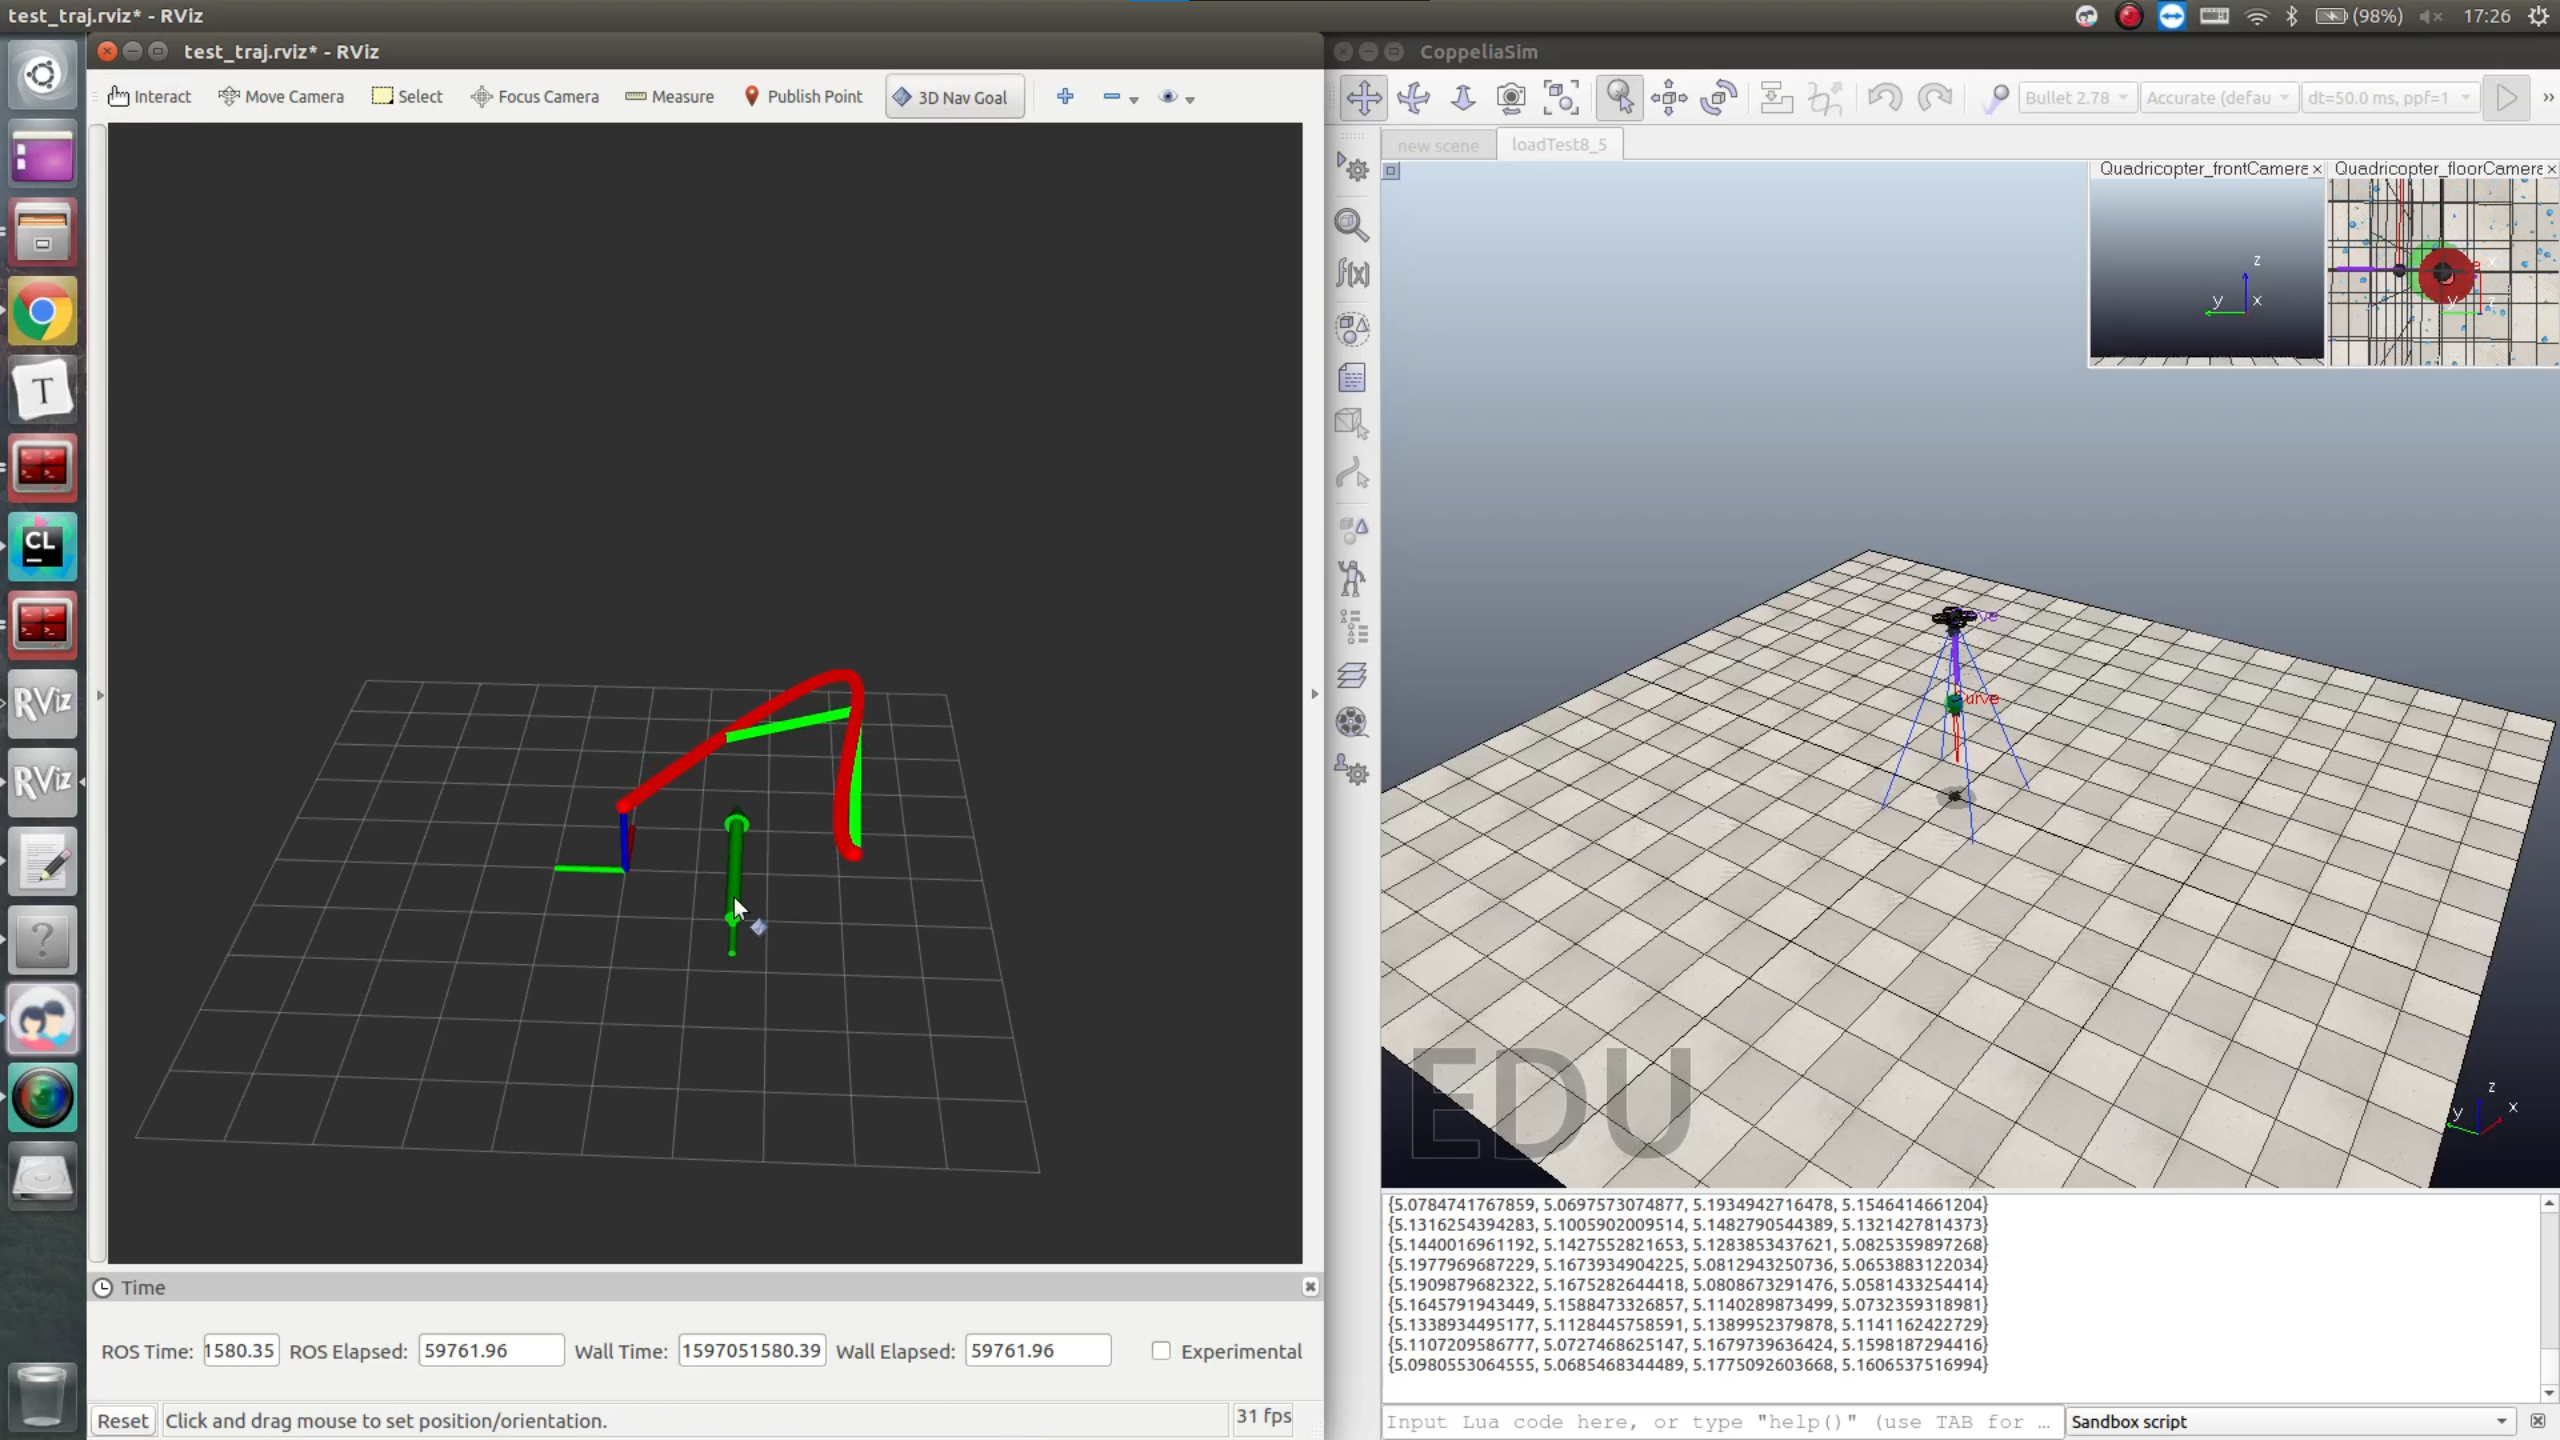 test_traj.rviz* - RViz
(98%) 17:26
test_traj.rviz* - RViz
CoppeliaSim
Interact Move Camera Select Focus Camera Measure Publish Point 3D Nav Goal
Bullet 2.78 Accurate (defau dt=50.0 ms, ppf=1 »
new scene loadTest8_5
Quadricopter_frontCamera × Quadricopter_floorCamera ×
f(x)
z
y x
x
y z
T
CL
RViz
RViz
?
Curve
EDU
z
y x
{5.0784741767859, 5.0697573074877, 5.1934942716478, 5.1546414661204}
{5.1316254394283, 5.1005902009514, 5.1482790544389, 5.1321427814373}
{5.1440016961192, 5.1427552821653, 5.1283853437621, 5.0825359897268}
{5.1977969687229, 5.1673934904225, 5.0812943250736, 5.0653883122034}
{5.1909879682322, 5.1675282644418, 5.0808673291476, 5.0581433254414}
{5.1645791943449, 5.1588473326857, 5.1140289873499, 5.0732359318981}
{5.1338934495177, 5.1128445758591, 5.1389952379878, 5.1141162422729}
{5.1107209586777, 5.0727468625147, 5.1679739636424, 5.1598187294416}
{5.0980553064555, 5.0685468344489, 5.1775092603668, 5.1606537516994}
Time
ROS Time: 1580.35 ROS Elapsed: 59761.96 Wall Time: 1597051580.39 Wall Elapsed: 59761.96 Experimental
Reset Click and drag mouse to set position/orientation. 31 fps
Input Lua code here, or type "help()" (use TAB for ... Sandbox script